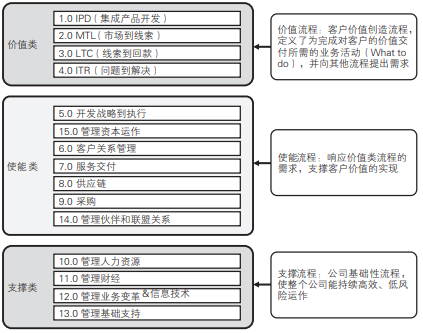 价值类
1.0 IPD（集成产品开发）
2.0 MTL（市场到线索）
3.0 LTC（线索到回款）
4.0 ITR（问题到解决）
价值流程：客户价值创造流程，
定义了为完成对客户的价值交
付所需的业务活动（What to
do），并向其他流程提出需求
使能类
5.0 开发战略到执行
15.0 管理资本运作
6.0 客户关系管理
7.0 服务交付
8.0 供应链
9.0 采购
14.0 管理伙伴和联盟关系
使能流程：响应价值类流程的
需求，支撑客户价值的实现
支撑类
10.0 管理人力资源
11.0 管理财经
12.0 管理业务变革&信息技术
13.0 管理基础支持
支撑流程：公司基础性流程，
使整个公司能持续高效、低风
险运作